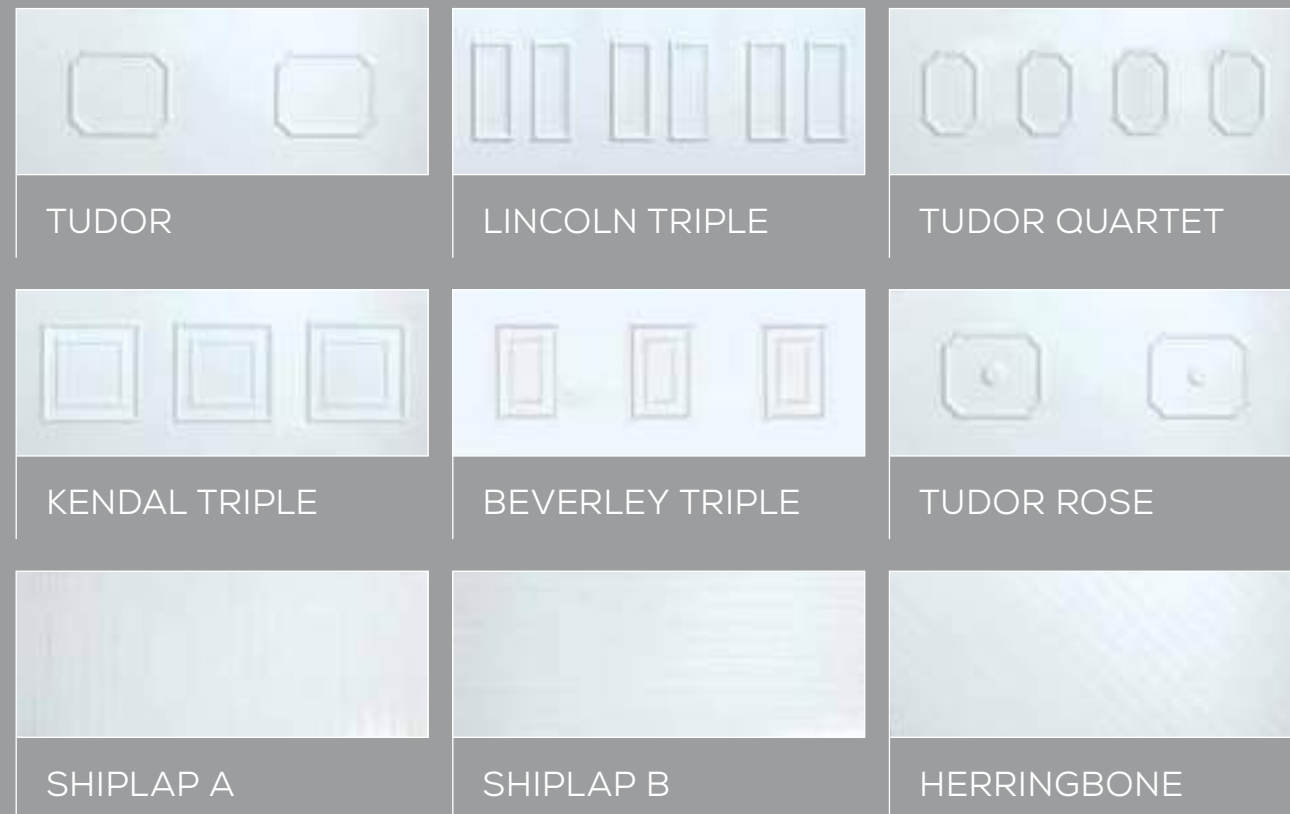 TUDOR
LINCOLN TRIPLE
TUDOR QUARTET
KENDAL TRIPLE
BEVERLEY TRIPLE
TUDOR ROSE
SHIPLAP A
SHIPLAP B
HERRINGBONE